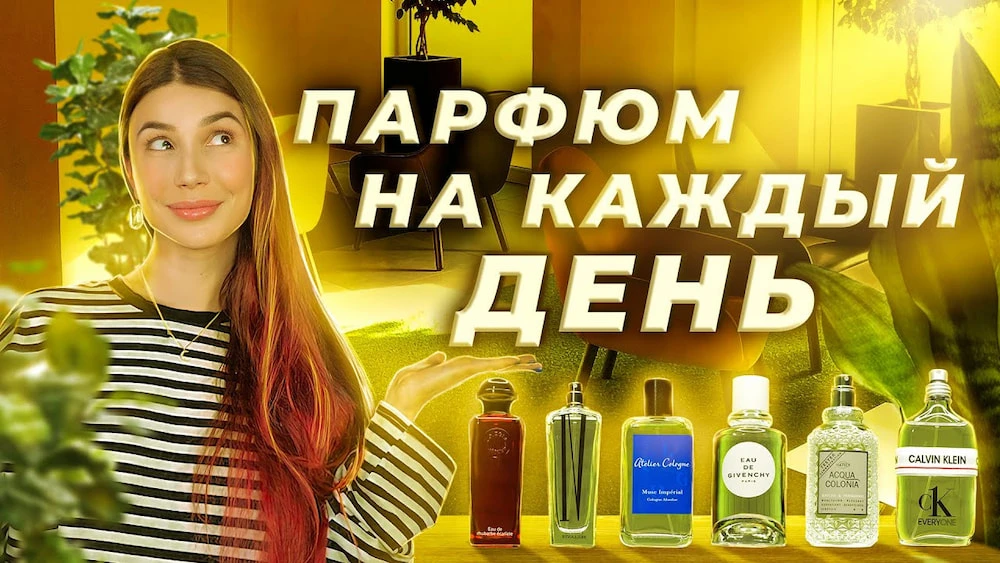 ПАРФЮМ
НА КАЖДЫЙ
ДЕНЬ
Eau de
rhubarbe écarlate
Atelier Cologne
Musc Impérial
Cologne Absolue
EAU
DE
GIVENCHY
PARIS
ACQUA
COLONIA
CALVIN KLEIN
cK
EVERYONE